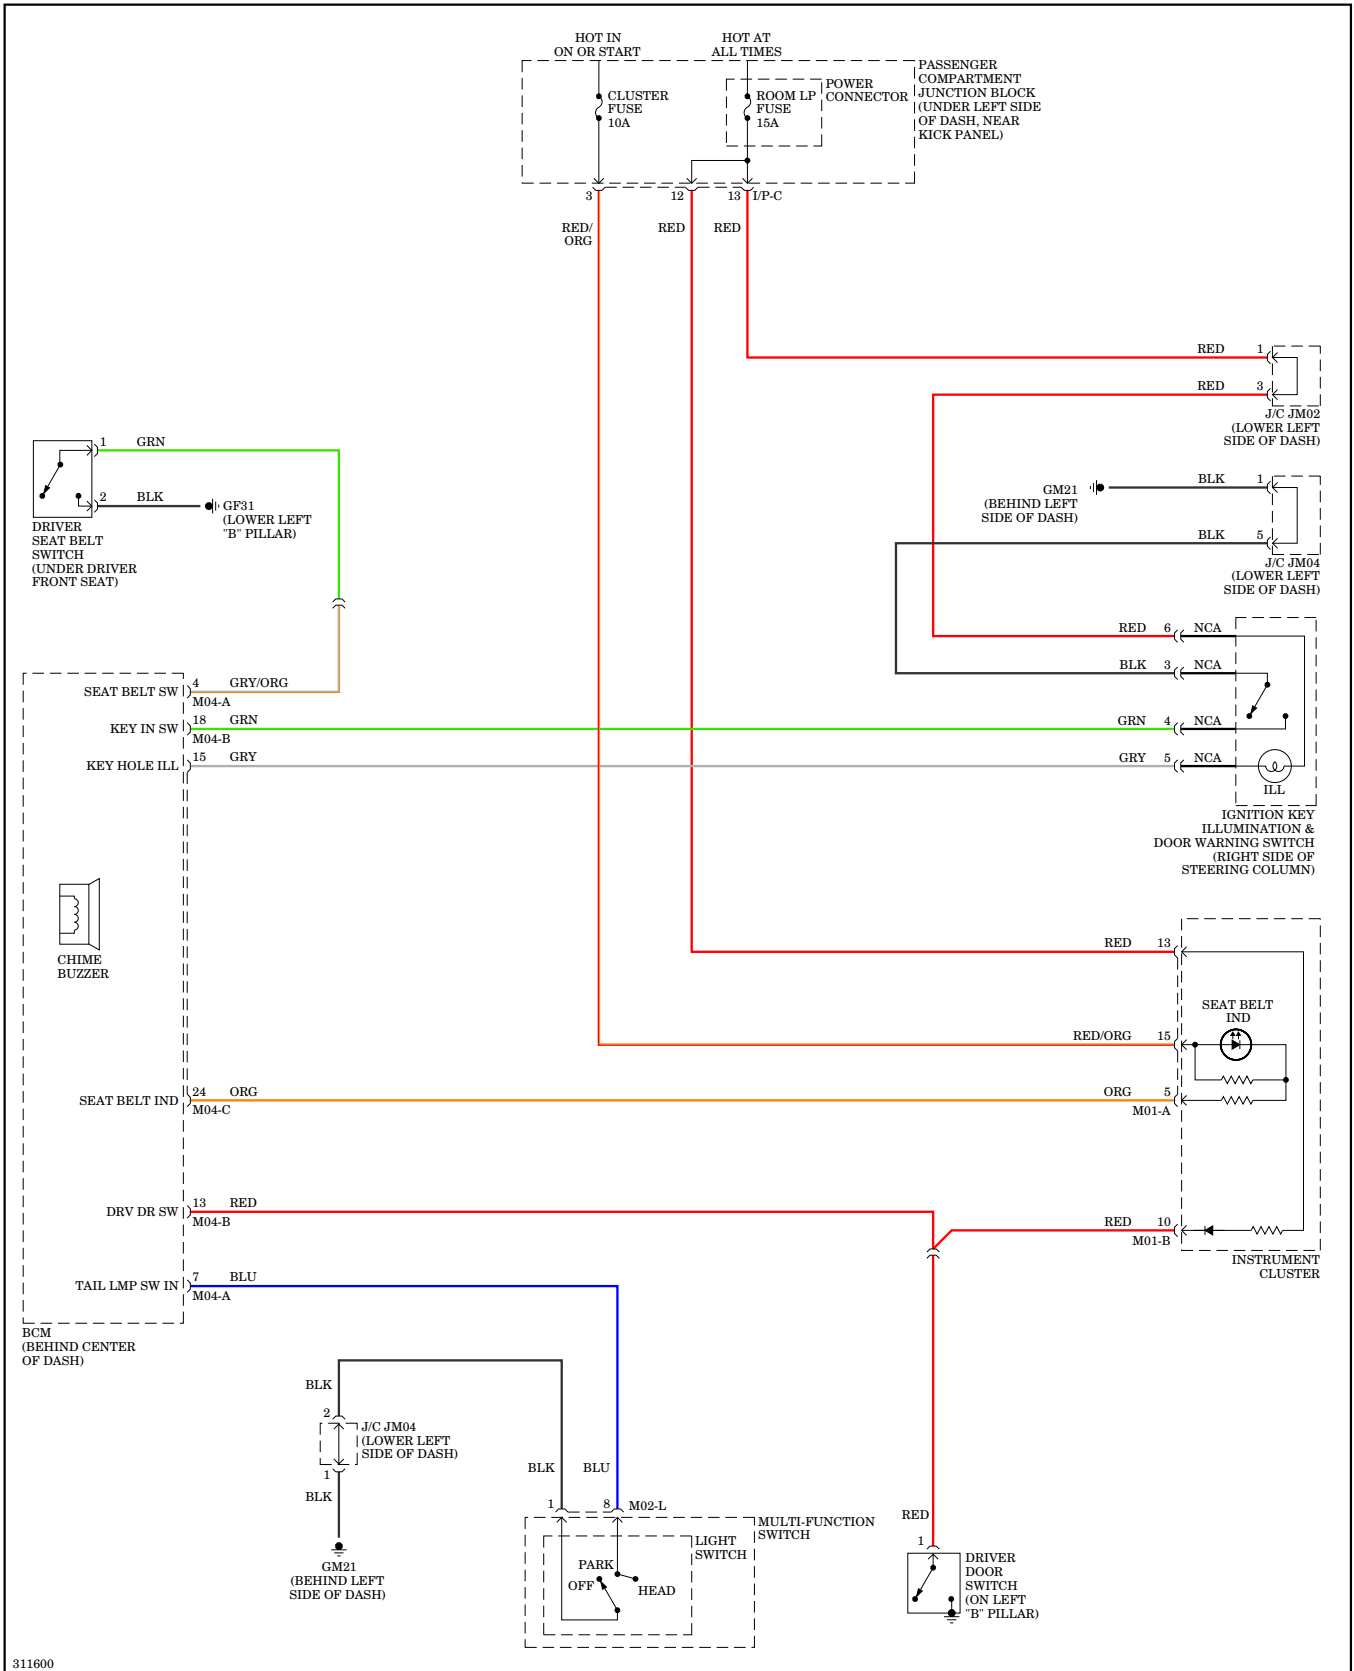 HOT IN
ON OR START
HOT AT
ALL TIMES
CLUSTER
FUSE
10A
ROOM LP
FUSE
15A
POWER
CONNECTOR
PASSENGER
COMPARTMENT
JUNCTION BLOCK
(UNDER LEFT SIDE
OF DASH, NEAR
KICK PANEL)
3
12
13
I/P-C
RED/
ORG
RED
RED
RED
1
RED
3
J/C JM02
(LOWER LEFT
SIDE OF DASH)
1
GRN
2
BLK
GF31
(LOWER LEFT
"B" PILLAR)
DRIVER
SEAT BELT
SWITCH
(UNDER DRIVER
FRONT SEAT)
GM21
(BEHIND LEFT
SIDE OF DASH)
BLK
1
BLK
5
J/C JM04
(LOWER LEFT
SIDE OF DASH)
RED
6
NCA
BLK
3
NCA
GRN
4
NCA
GRY
5
NCA
ILL
IGNITION KEY
ILLUMINATION &
DOOR WARNING SWITCH
(RIGHT SIDE OF
STEERING COLUMN)
SEAT BELT SW
4
GRY/ORG
M04-A
KEY IN SW
18
GRN
M04-B
KEY HOLE ILL
15
GRY
CHIME
BUZZER
RED
13
SEAT BELT
IND
RED/ORG
15
SEAT BELT IND
24
ORG
M04-C
ORG
5
M01-A
DRV DR SW
13
RED
M04-B
RED
10
M01-B
INSTRUMENT
CLUSTER
TAIL LMP SW IN
7
BLU
M04-A
BCM
(BEHIND CENTER
OF DASH)
BLK
2
J/C JM04
(LOWER LEFT
SIDE OF DASH)
1
BLK
GM21
(BEHIND LEFT
SIDE OF DASH)
BLK
BLU
1
8
M02-L
MULTI-FUNCTION
SWITCH
LIGHT
SWITCH
PARK
OFF
HEAD
RED
1
DRIVER
DOOR
SWITCH
(ON LEFT
"B" PILLAR)
311600